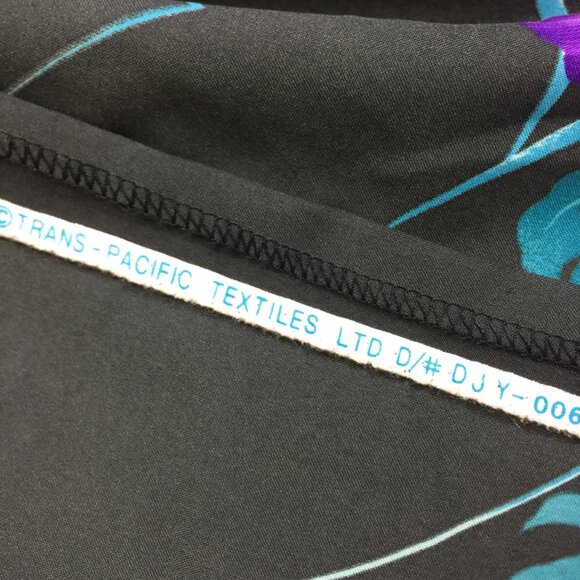 © TRANS-PACIFIC TEXTILES LTD D/# DJY-006